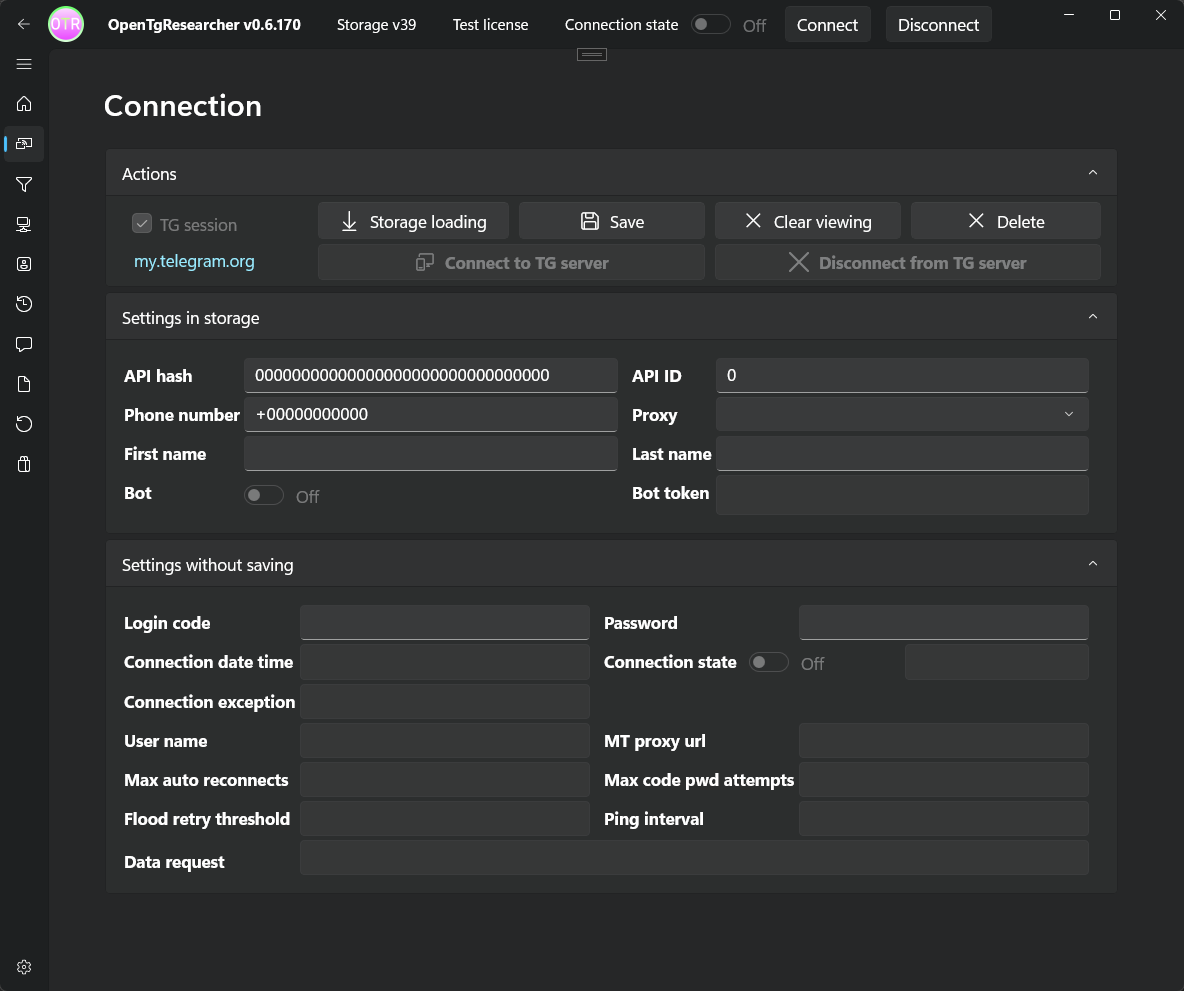 OTR OpenTgResearcher v0.6.170 Storage v39 Test license Connection state Off Connect Disconnect
Connection
Actions
TG session Storage loading Save Clear viewing Delete
my.telegram.org Connect to TG server Disconnect from TG server
Settings in storage
API hash 00000000000000000000000000000000 API ID 0
Phone number +00000000000 Proxy
First name Last name
Bot Off Bot token
Settings without saving
Login code Password
Connection date time Connection state Off
Connection exception
User name MT proxy url
Max auto reconnects Max code pwd attempts
Flood retry threshold Ping interval
Data request